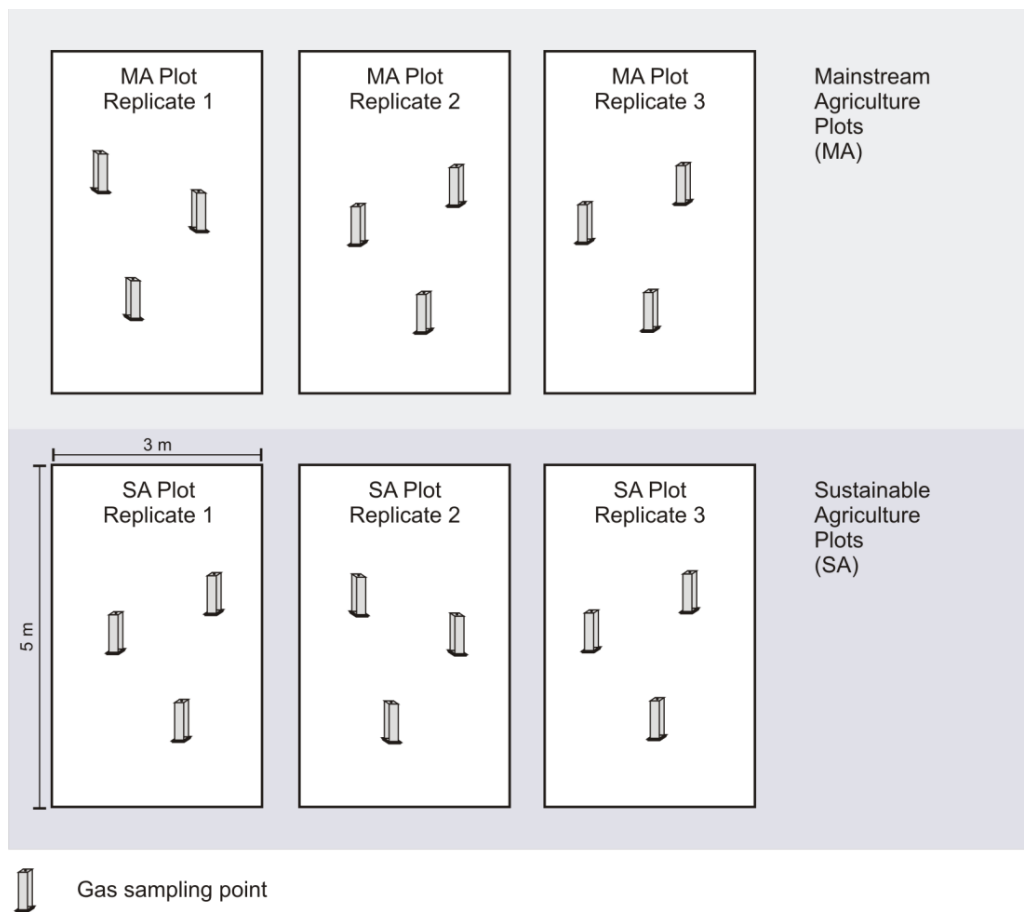 MA Plot
Replicate 1
MA Plot
Replicate 2
MA Plot
Replicate 3
Mainstream
Agriculture
Plots
(MA)
3 m
5 m
SA Plot
Replicate 1
SA Plot
Replicate 2
SA Plot
Replicate 3
Sustainable
Agriculture
Plots
(SA)
Gas sampling point